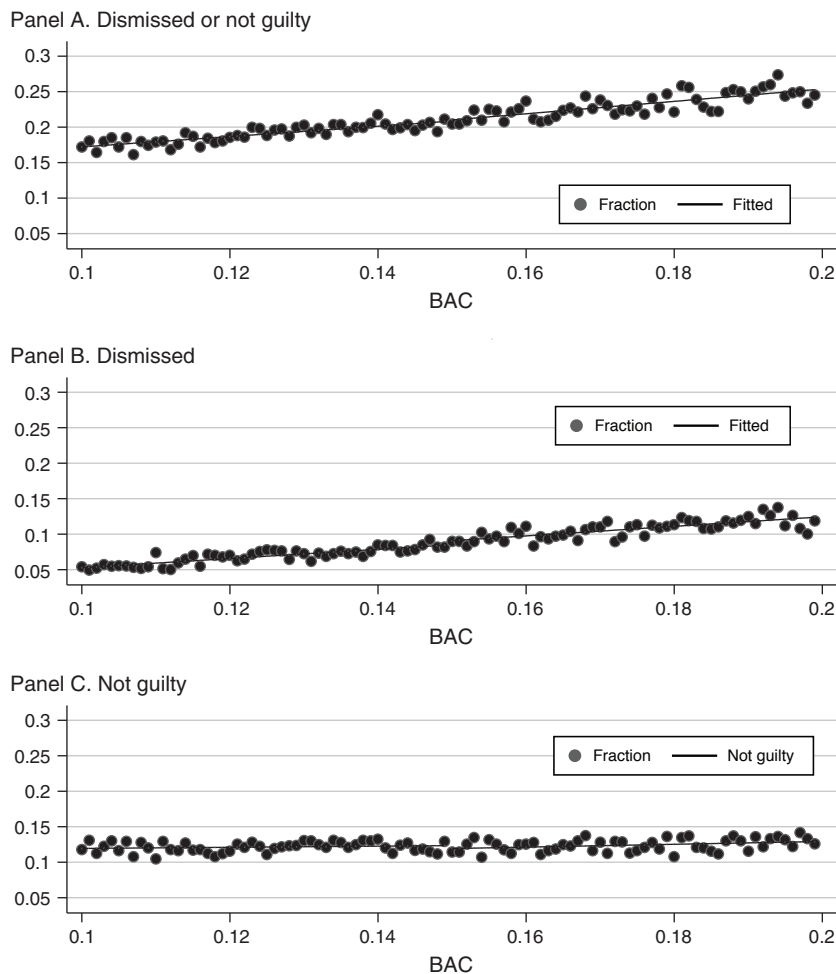 Panel A. Dismissed or not guilty
0.3
0.25
0.2
0.15
0.1
0.05
Fraction Fitted
0.1 0.12 0.14 0.16 0.18 0.2
BAC
Panel B. Dismissed
0.3
0.25
0.2
0.15
0.1
0.05
Fraction Fitted
0.1 0.12 0.14 0.16 0.18 0.2
BAC
Panel C. Not guilty
0.3
0.25
0.2
0.15
0.1
0.05
Fraction Not guilty
0.1 0.12 0.14 0.16 0.18 0.2
BAC